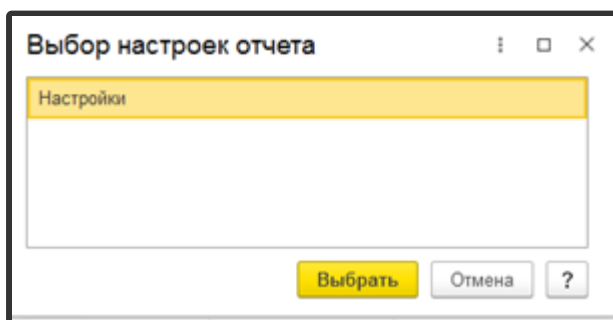 Выбор настроек отчета
Настройки
Выбрать Отмена ?